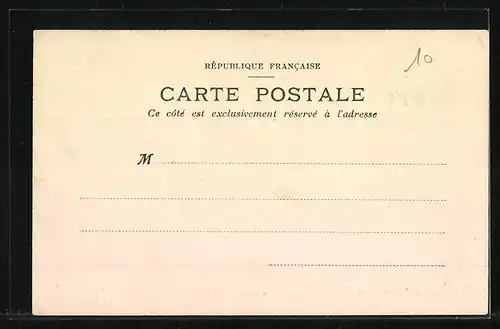 10
RÉPUBLIQUE FRANÇAISE
CARTE POSTALE
Ce côté est exclusivement réservé à l'adresse
M